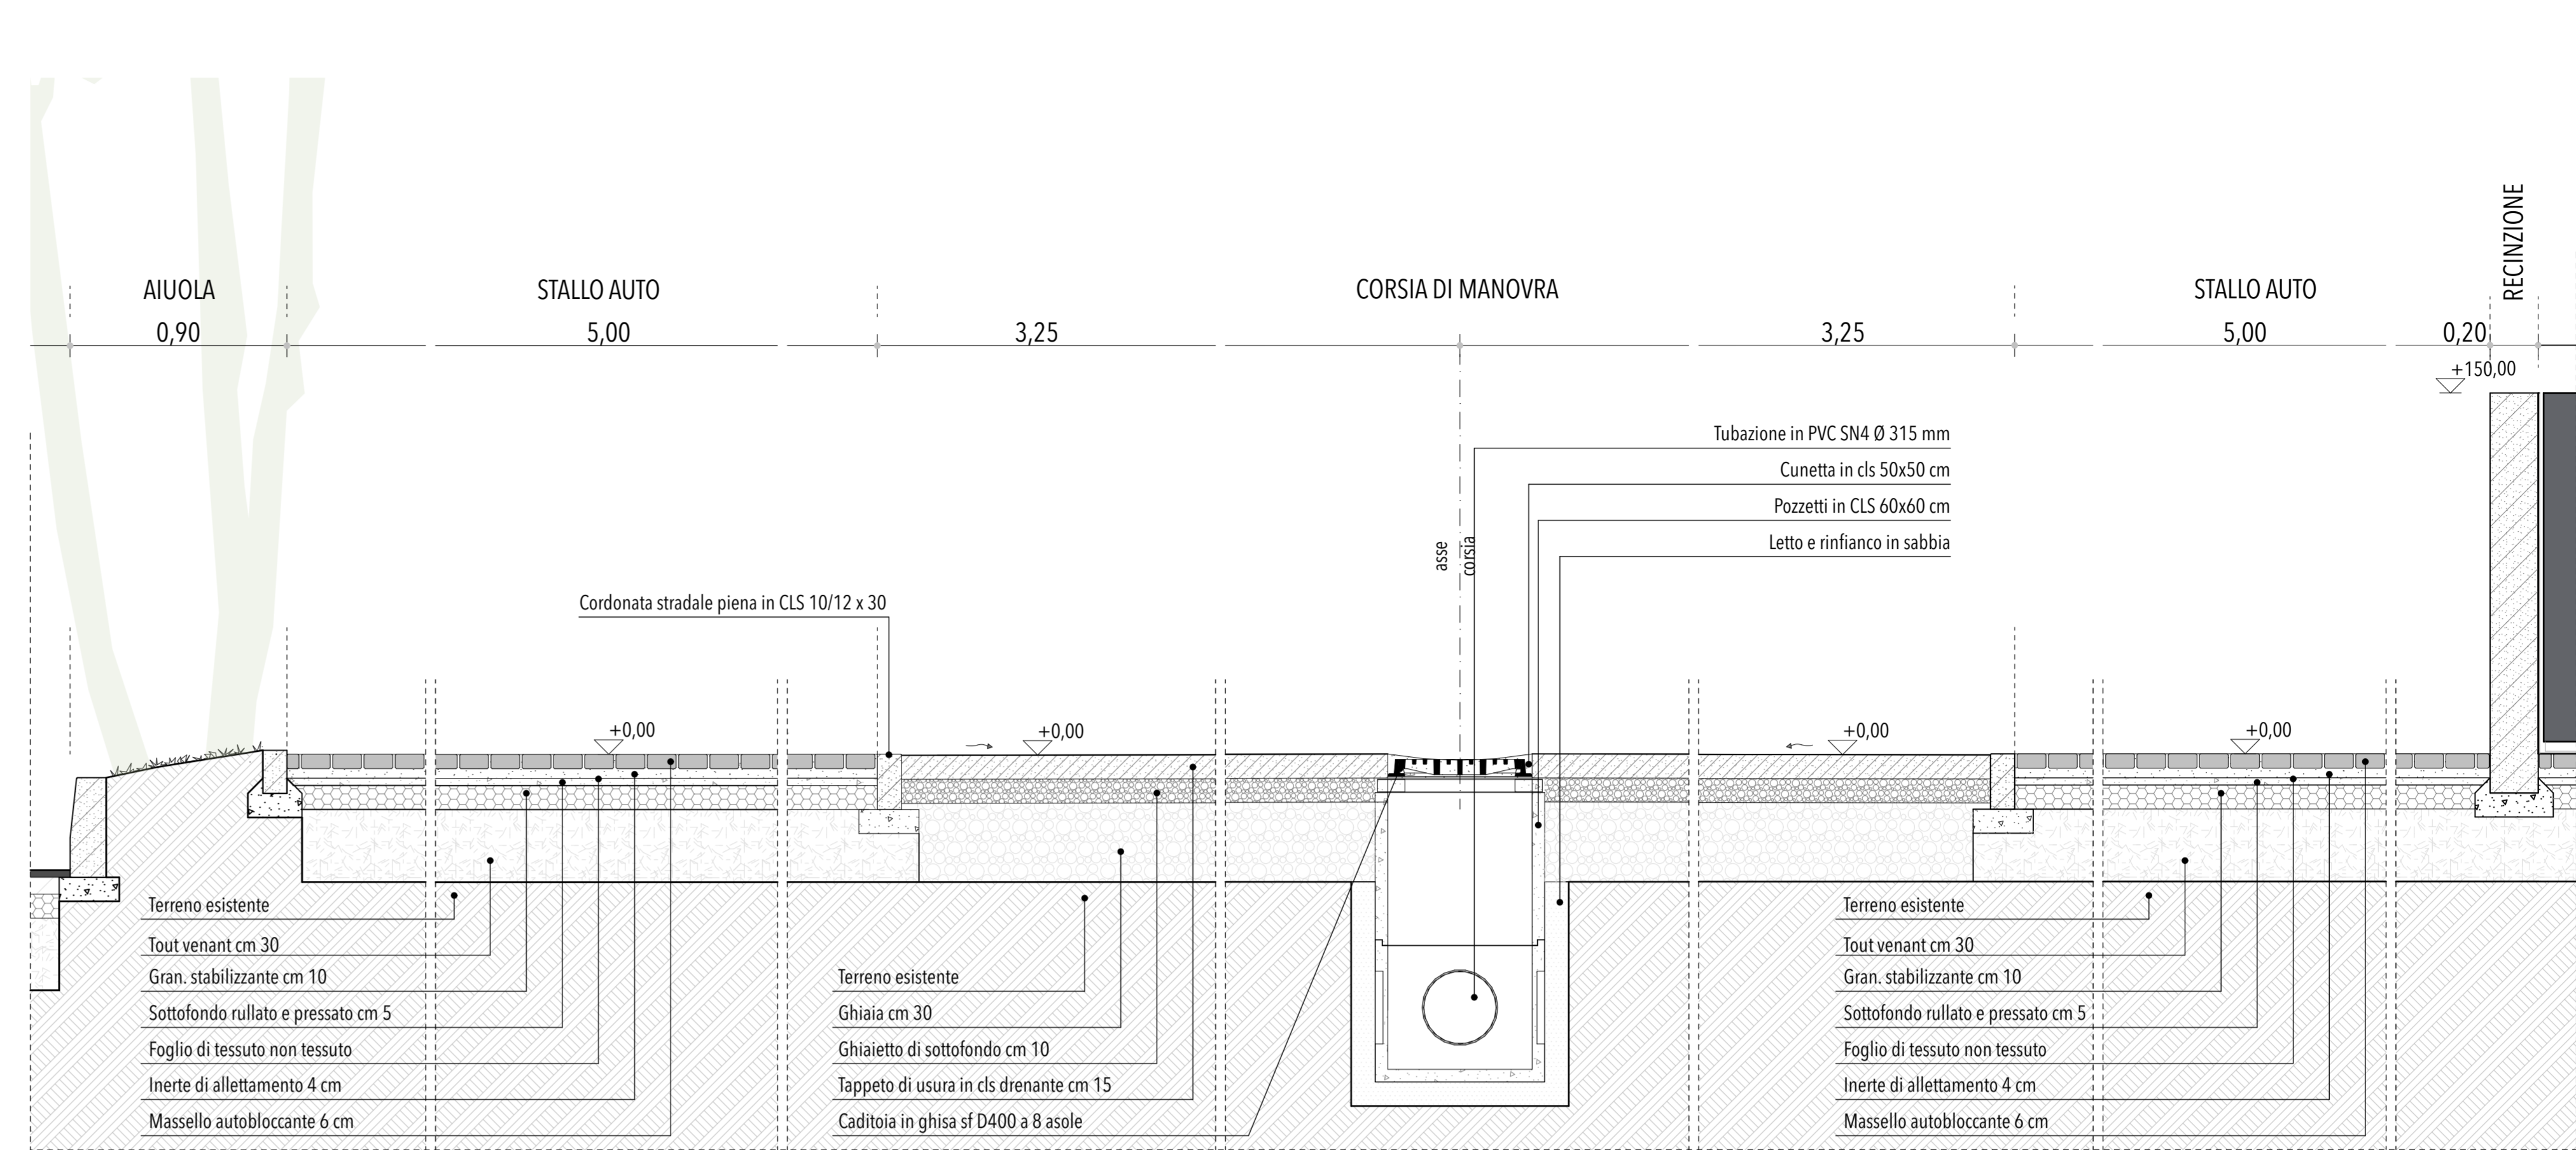 RECINZIONE
AIUOLA
STALLO AUTO
CORSIA DI MANOVRA
STALLO AUTO
0,90
5,00
3,25
3,25
5,00
0,20
+150,00
Tubazione in PVC SN4 Ø 315 mm
Cunetta in cls 50x50 cm
Pozzetti in CLS 60x60 cm
Letto e rinfianco in sabbia
asse
corsia
Cordonata stradale piena in CLS 10/12 x 30
+0,00
+0,00
+0,00
+0,00
Terreno esistente
Tout venant cm 30
Gran. stabilizzante cm 10
Sottofondo rullato e pressato cm 5
Foglio di tessuto non tessuto
Inerte di allettamento 4 cm
Massello autobloccante 6 cm
Terreno esistente
Ghiaia cm 30
Ghiaietto di sottofondo cm 10
Tappeto di usura in cls drenante cm 15
Caditoia in ghisa sf D400 a 8 asole
Terreno esistente
Tout venant cm 30
Gran. stabilizzante cm 10
Sottofondo rullato e pressato cm 5
Foglio di tessuto non tessuto
Inerte di allettamento 4 cm
Massello autobloccante 6 cm